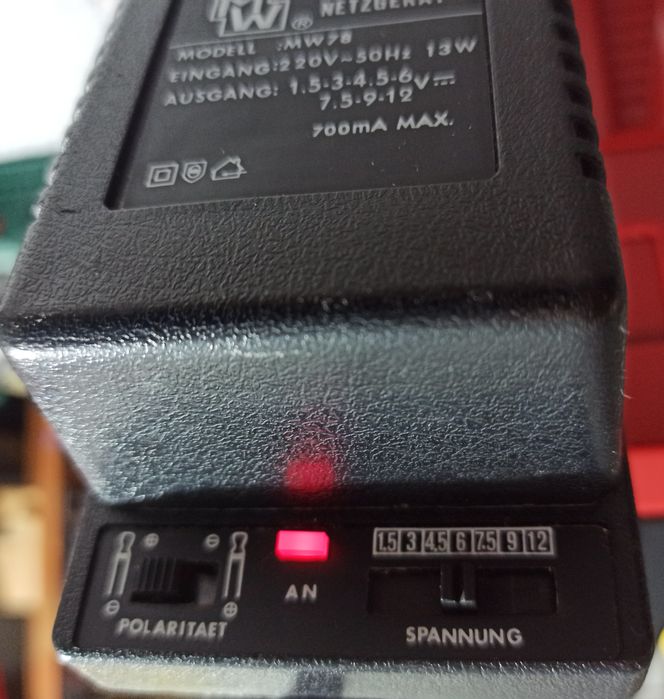 MW ®
NETZGERÄT
MODELL :MW78
EINGANG:220V~50Hz 13W
AUSGANG: 1.5-3-4.5-6V⎓
7.5-9-12
700mA MAX.
1.5 3 4.5 6 7.5 9 12
⊕ ⊖
⊖ ⊕
AN
POLARITAET
SPANNUNG